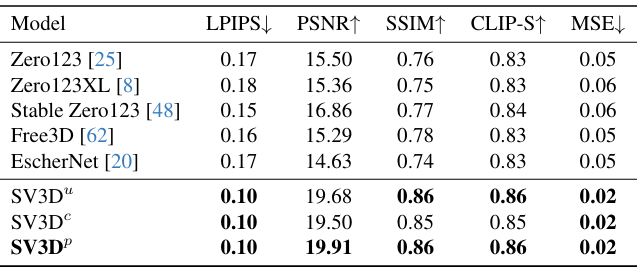 Model LPIPS↓ PSNR↑ SSIM↑ CLIP-S↑ MSE↓
Zero123 [25] 0.17 15.50 0.76 0.83 0.05
Zero123XL [8] 0.18 15.36 0.75 0.83 0.06
Stable Zero123 [48] 0.15 16.86 0.77 0.84 0.06
Free3D [62] 0.16 15.29 0.78 0.83 0.05
EscherNet [20] 0.17 14.63 0.74 0.83 0.05
SV3Dᵘ 0.10 19.68 0.86 0.86 0.02
SV3Dᶜ 0.10 19.50 0.85 0.85 0.02
SV3Dᵖ 0.10 19.91 0.86 0.86 0.02